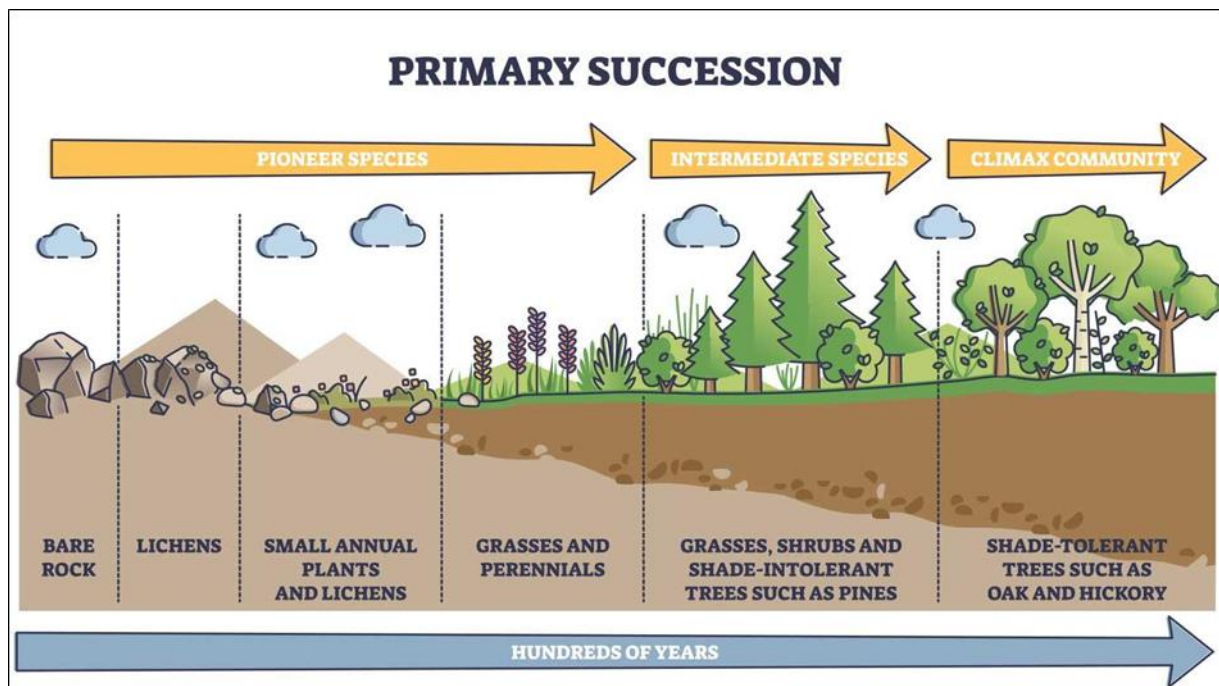 PRIMARY SUCCESSION
PIONEER SPECIES
INTERMEDIATE SPECIES
CLIMAX COMMUNITY
BARE
ROCK
LICHENS
SMALL ANNUAL
PLANTS
AND LICHENS
GRASSES AND
PERENNIALS
GRASSES, SHRUBS AND
SHADE-INTOLERANT
TREES SUCH AS PINES
SHADE-TOLERANT
TREES SUCH AS
OAK AND HICKORY
HUNDREDS OF YEARS